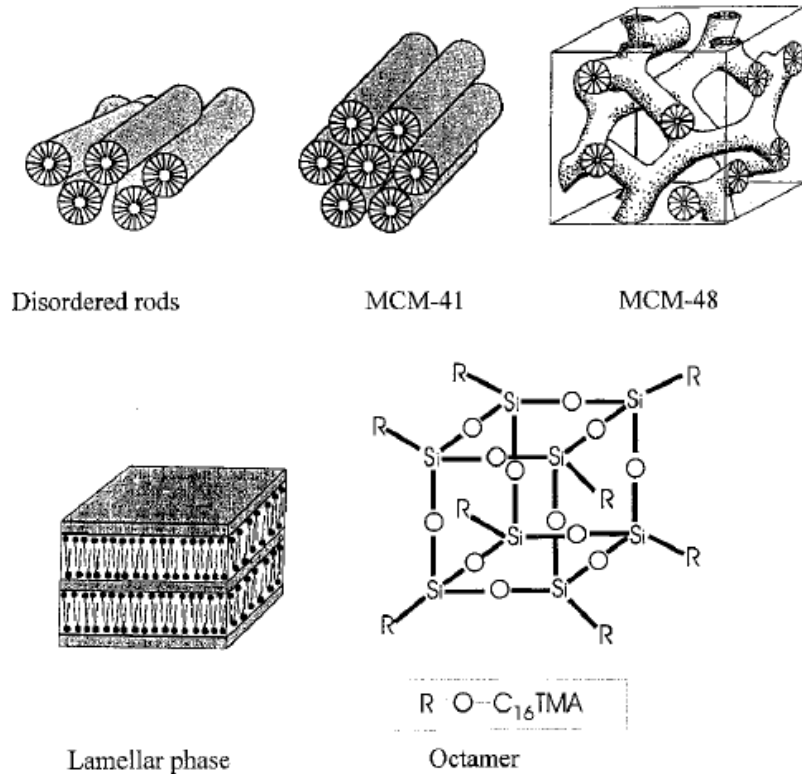 Disordered rods
MCM-41
MCM-48
R
R
Si
O
Si
O
O
R
Si
O
Si
O
O
R
O
R
O
Si
O
Si
O
O
R
Si
O
Si
R
R
R O--C₁₆TMA
Lamellar phase
Octamer